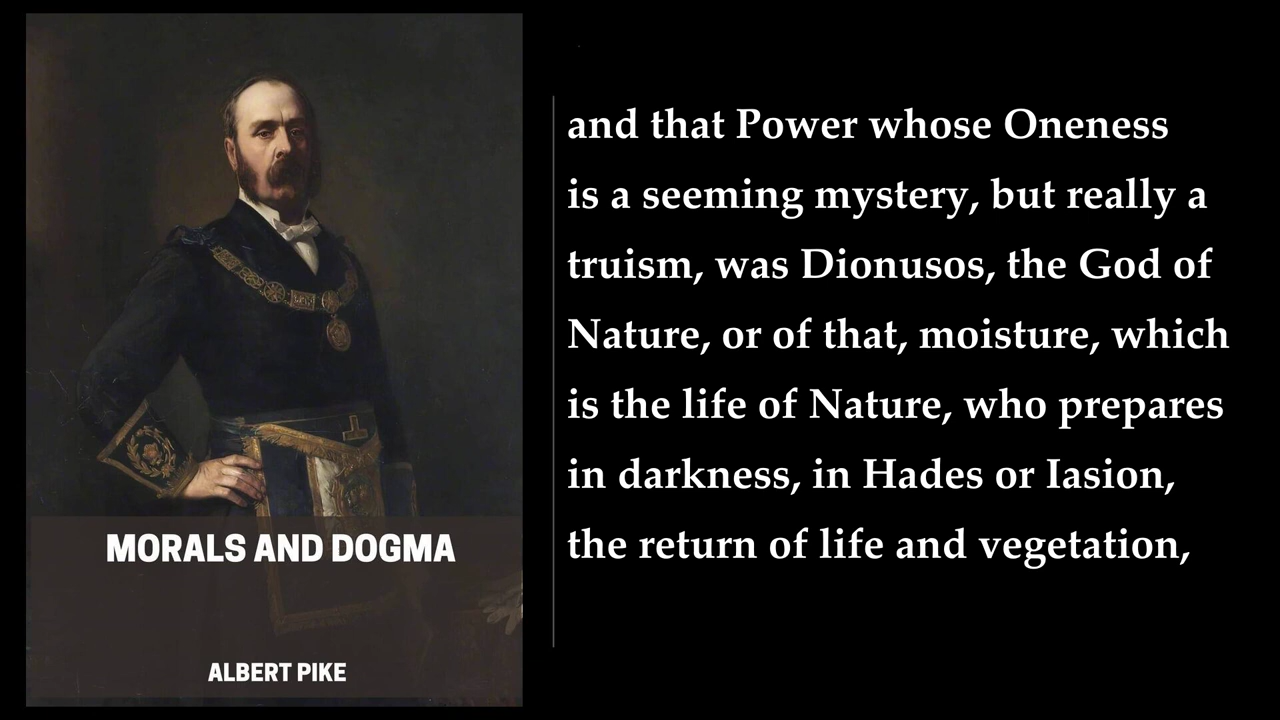 MORALS AND DOGMA
ALBERT PIKE
and that Power whose Oneness
is a seeming mystery, but really a
truism, was Dionusos, the God of
Nature, or of that, moisture, which
is the life of Nature, who prepares
in darkness, in Hades or Iasion,
the return of life and vegetation,